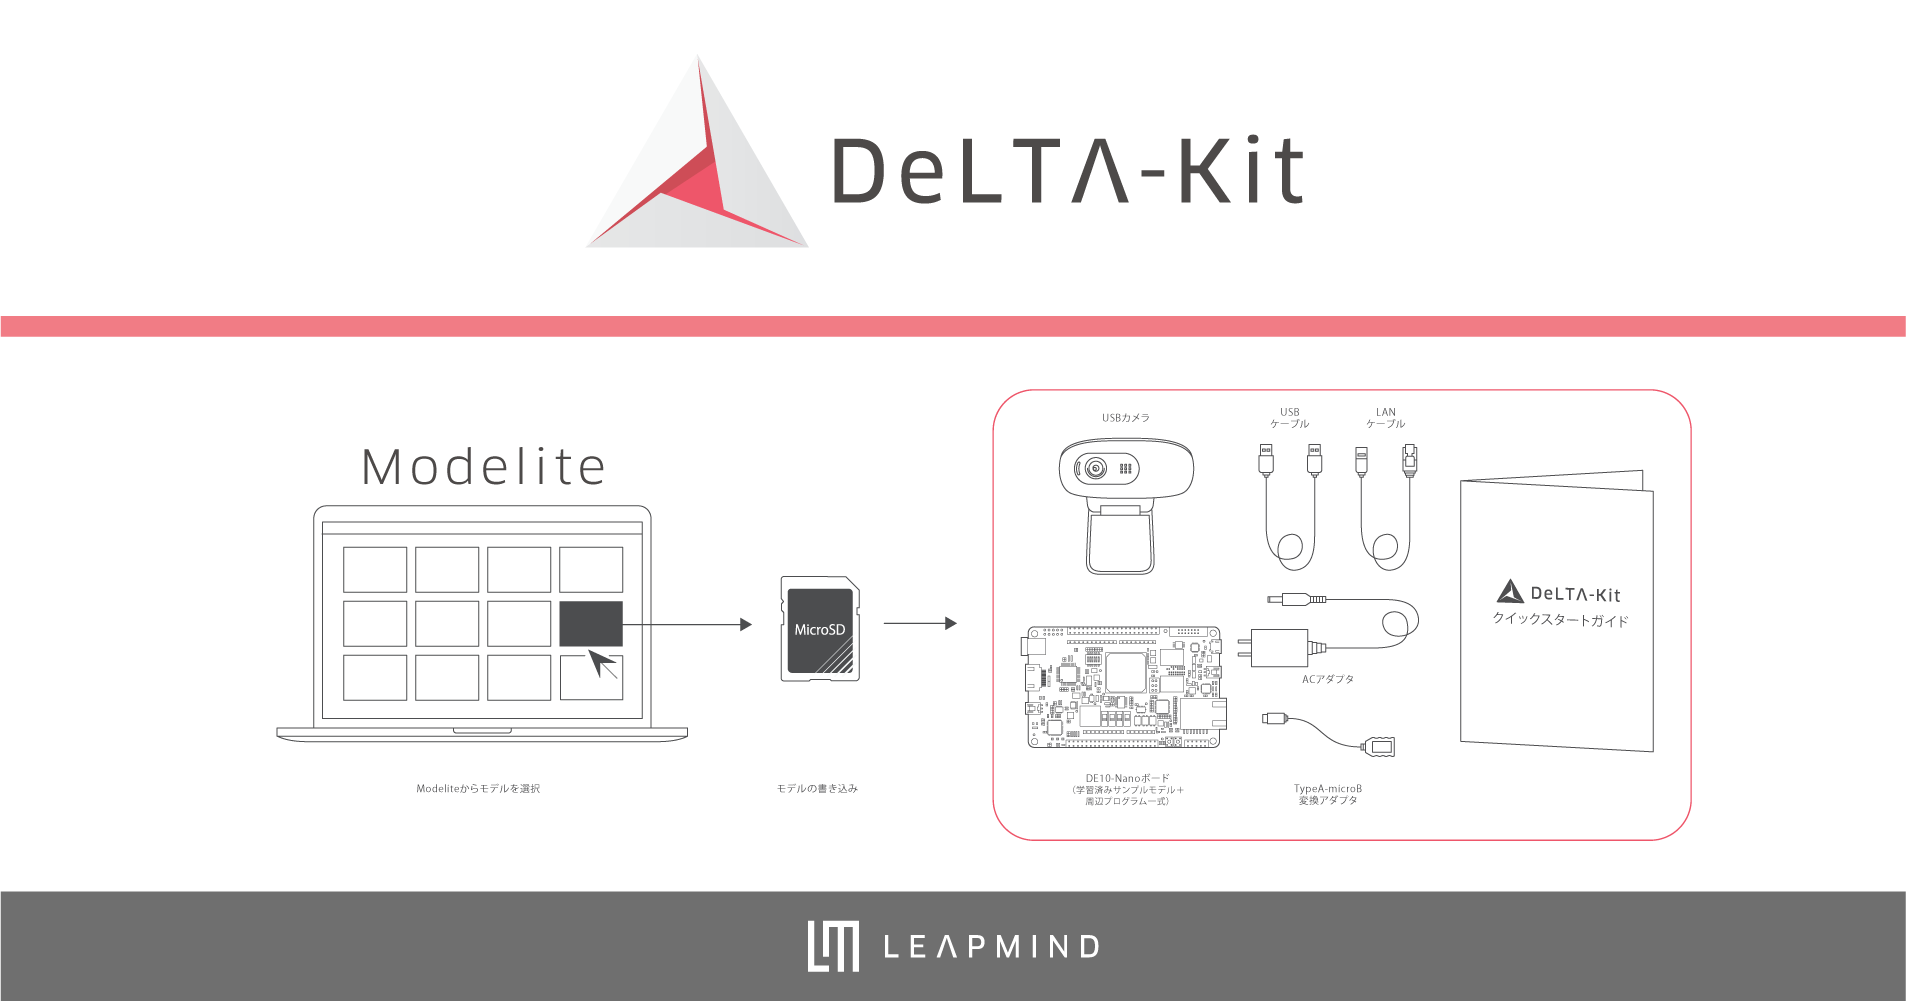 DeLTA-Kit
Modelite
Modeliteからモデルを選択
MicroSD
モデルの書き込み
USBカメラ
USB
ケーブル
LAN
ケーブル
DeLTA-Kit
クイックスタートガイド
ACアダプタ
DE10-Nanoボード
（学習済みサンプルモデル＋
周辺プログラム一式）
TypeA-microB
変換アダプタ
LM LEAPMIND